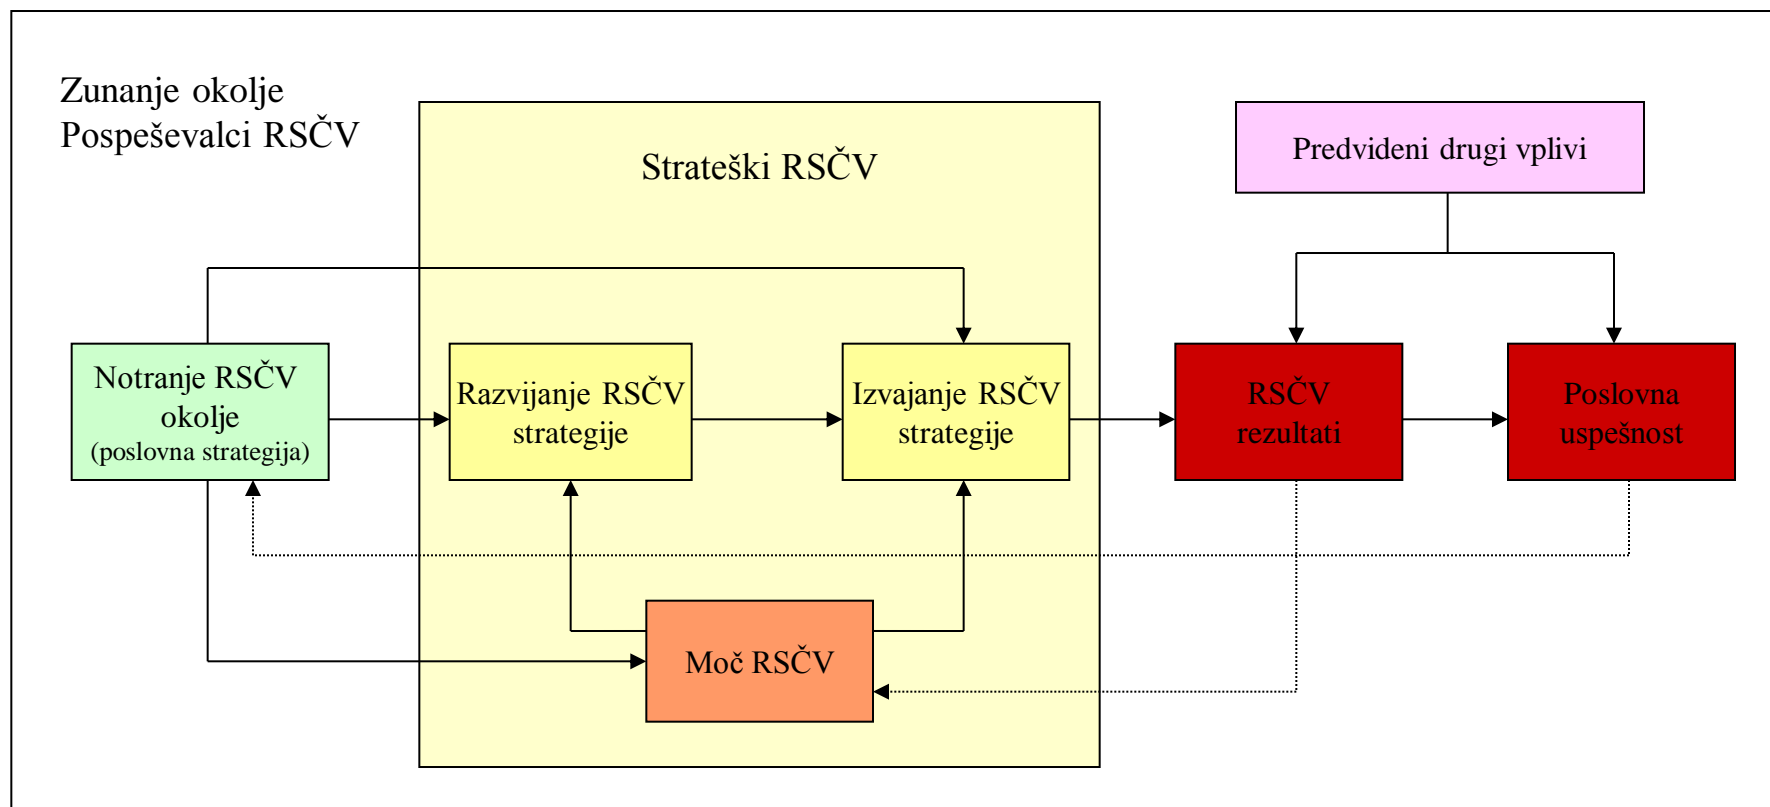 Zunanje okolje
Pospeševalci RSČV
Strateški RSČV
Predvideni drugi vplivi
Notranje RSČV
okolje
(poslovna strategija)
Razvijanje RSČV
strategije
Izvajanje RSČV
strategije
RSČV
rezultati
Poslovna
uspešnost
Moč RSČV